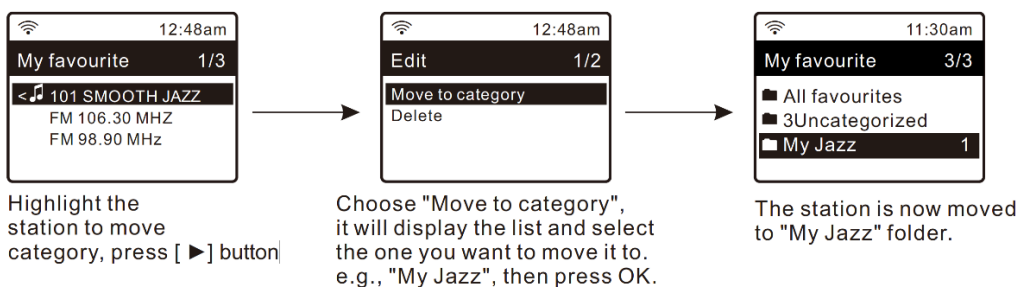 12:48am
My favourite 1/3
< 101 SMOOTH JAZZ
FM 106.30 MHZ
FM 98.90 MHz
Highlight the
station to move
category, press [ ►] button
12:48am
Edit 1/2
Move to category
Delete
Choose "Move to category",
it will display the list and select
the one you want to move it to.
e.g., "My Jazz", then press OK.
11:30am
My favourite 3/3
All favourites
3Uncategorized
My Jazz 1
The station is now moved
to "My Jazz" folder.